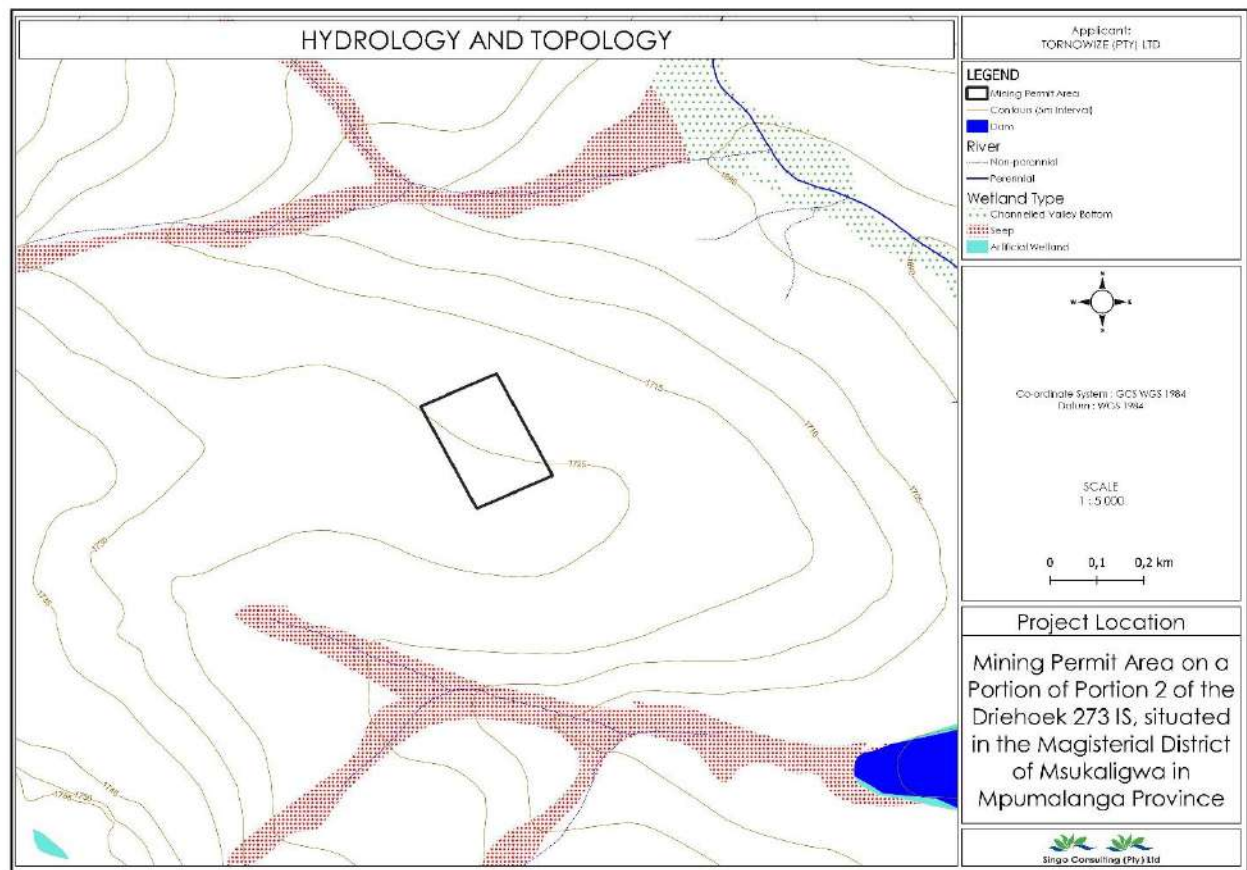 HYDROLOGY AND TOPOLOGY
Applicant:
TORNOWIZE (PTY) LTD
LEGEND
Mining Permit Area
Contours (5m Interval)
Dam
River
Non-perennial
Perennial
Wetland Type
Channelled Valley Bottom
Seep
Artificial Wetland
N
W
E
S
Co-ordinate System : GCS WGS 1984
Datum : WGS 1984
SCALE
1 : 5 000
0 0,1 0,2 km
Project Location
Mining Permit Area on a
Portion of Portion 2 of the
Driehoek 273 IS, situated
in the Magisterial District
of Msukaligwa in
Mpumalanga Province
Singo Consulting (Pty) Ltd
1715
1710
1705
1725
1735